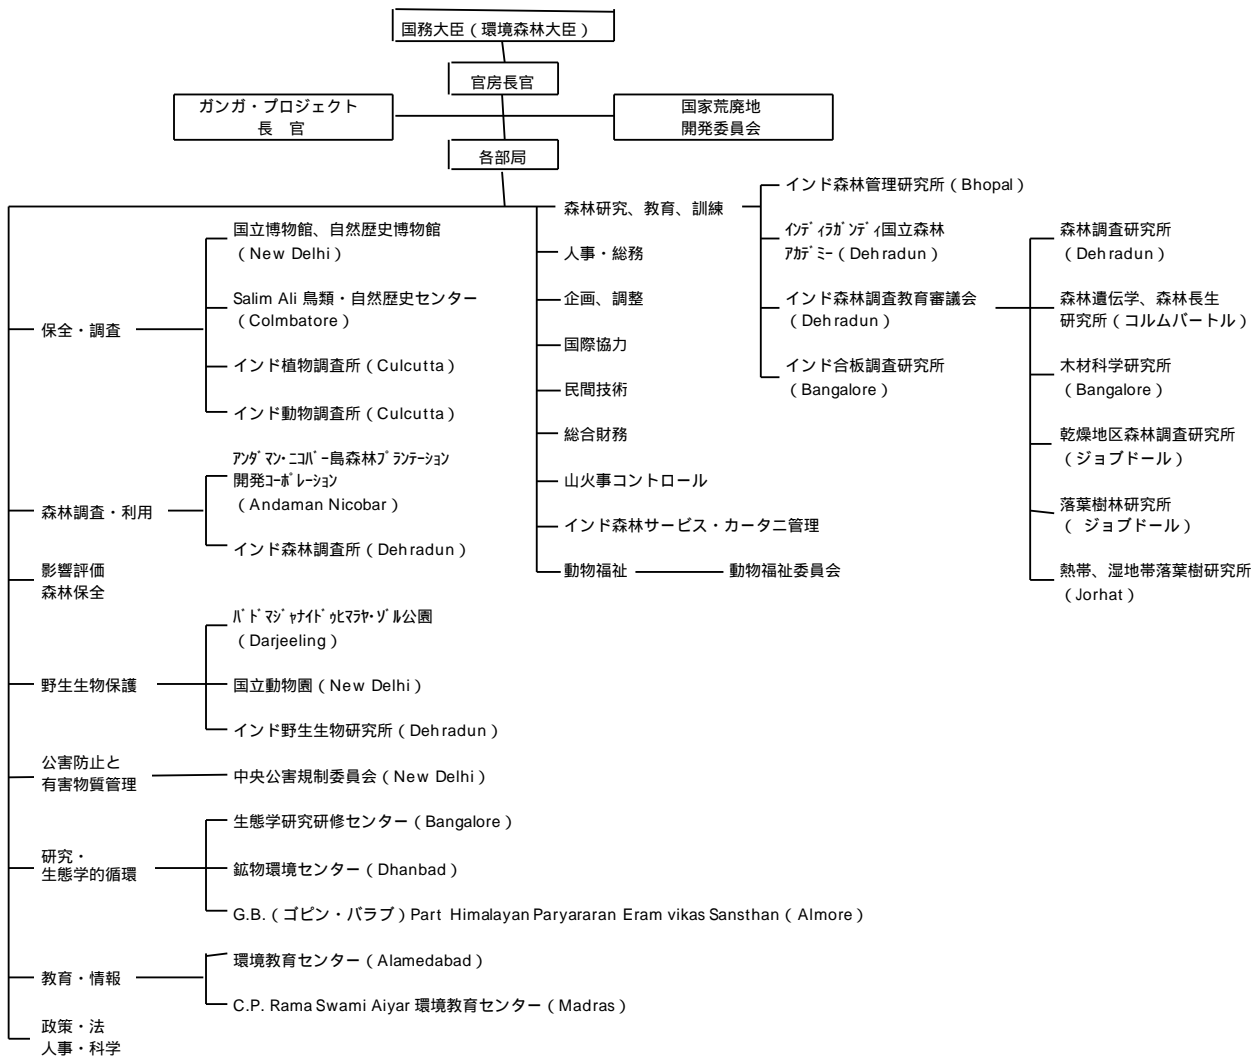 国務大臣（環境森林大臣）
官房長官
ガンガ・プロジェクト
長　官
国家荒廃地
開発委員会
各部局
保全・調査
国立博物館、自然歴史博物館
（New Delhi）
Salim Ali 鳥類・自然歴史センター
（Colmbatore）
インド植物調査所（Culcutta）
インド動物調査所（Culcutta）
森林調査・利用
ｱﾝﾀﾞﾏﾝ･ﾆｺﾊﾞｰ島森林ﾌﾟﾗﾝﾃｰｼｮﾝ
開発ｺｰﾎﾟﾚｰｼｮﾝ
（Andaman Nicobar）
インド森林調査所（Dehradun）
影響評価
森林保全
野生生物保護
ﾊﾟﾄﾞﾏｼﾞｬﾅｲﾄﾞｩﾋﾏﾗﾔ･ｿﾞﾙ公園
（Darjeeling）
国立動物園（New Delhi）
インド野生生物研究所（Dehradun）
公害防止と
有害物質管理
中央公害規制委員会（New Delhi）
研究・
生態学的循環
生態学研究研修センター（Bangalore）
鉱物環境センター（Dhanbad）
G.B.（ゴピン・バラブ）Part Himalayan Paryararan Eram vikas Sansthan（Almore）
教育・情報
環境教育センター（Alamedabad）
C.P. Rama Swami Aiyar 環境教育センター（Madras）
政策・法
人事・科学
森林研究、教育、訓練
人事・総務
企画、調整
国際協力
民間技術
総合財務
山火事コントロール
インド森林サービス・カータニ管理
動物福祉
動物福祉委員会
インド森林管理研究所（Bhopal）
ｲﾝﾃﾞｨﾗｶﾞﾝﾃﾞｨ国立森林
ｱｶﾃﾞﾐｰ（Dehradun）
インド森林調査教育審議会
（Dehradun）
インド合板調査研究所
（Bangalore）
森林調査研究所
（Dehradun）
森林遺伝学、森林長生
研究所（コルムバートル）
木材科学研究所
（Bangalore）
乾燥地区森林調査研究所
（ジョブドール）
落葉樹林研究所
（ ジョブドール）
熱帯、湿地帯落葉樹研究所
（Jorhat）